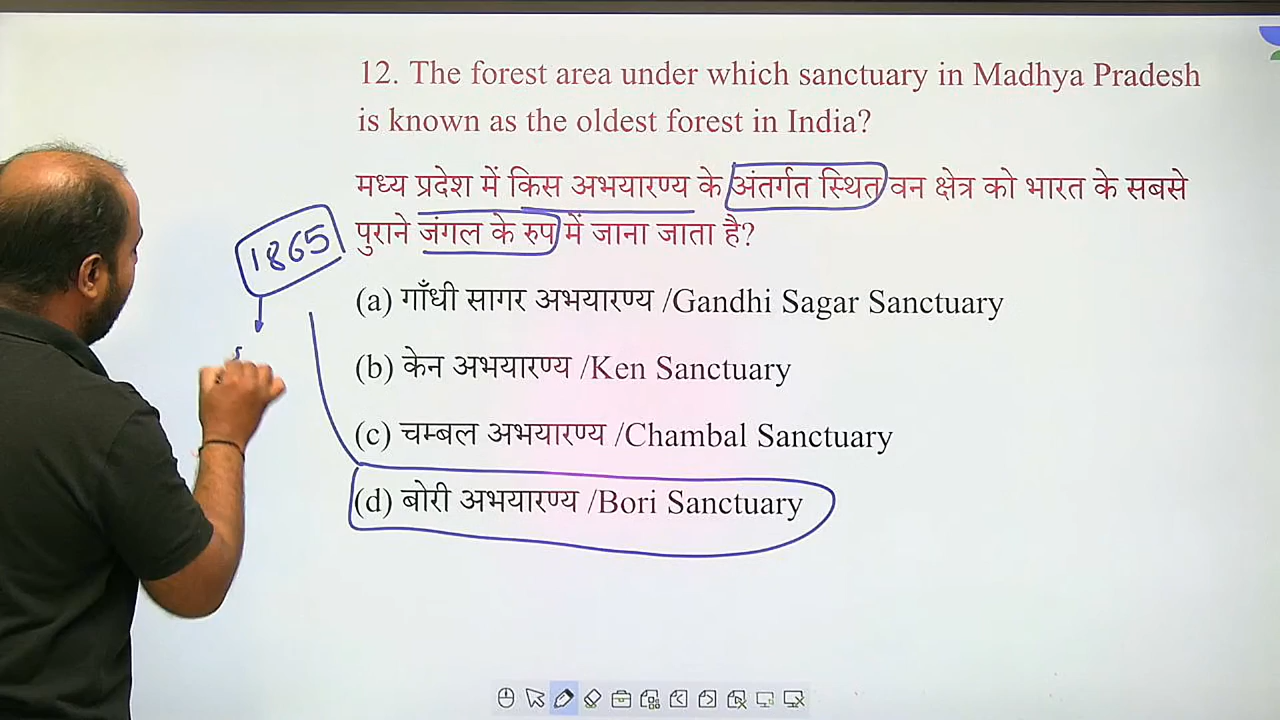 12. The forest area under which sanctuary in Madhya Pradesh
is known as the oldest forest in India?
मध्य प्रदेश में किस अभयारण्य के अंतर्गत स्थित वन क्षेत्र को भारत के सबसे
पुराने जंगल के रुप में जाना जाता है?
1865
(a) गाँधी सागर अभयारण्य /Gandhi Sagar Sanctuary
(b) केन अभयारण्य /Ken Sanctuary
(c) चम्बल अभयारण्य /Chambal Sanctuary
(d) बोरी अभयारण्य /Bori Sanctuary